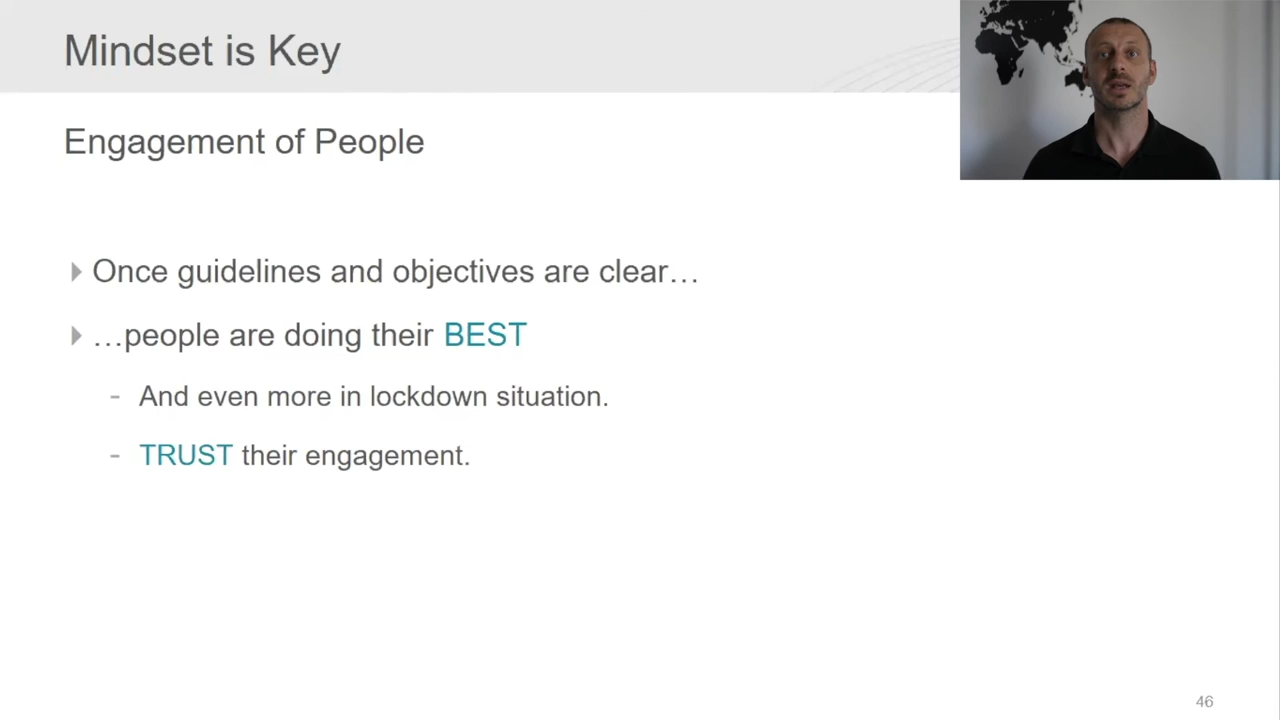 Mindset is Key
Engagement of People
Once guidelines and objectives are clear…
…people are doing their BEST
- And even more in lockdown situation.
- TRUST their engagement.
46